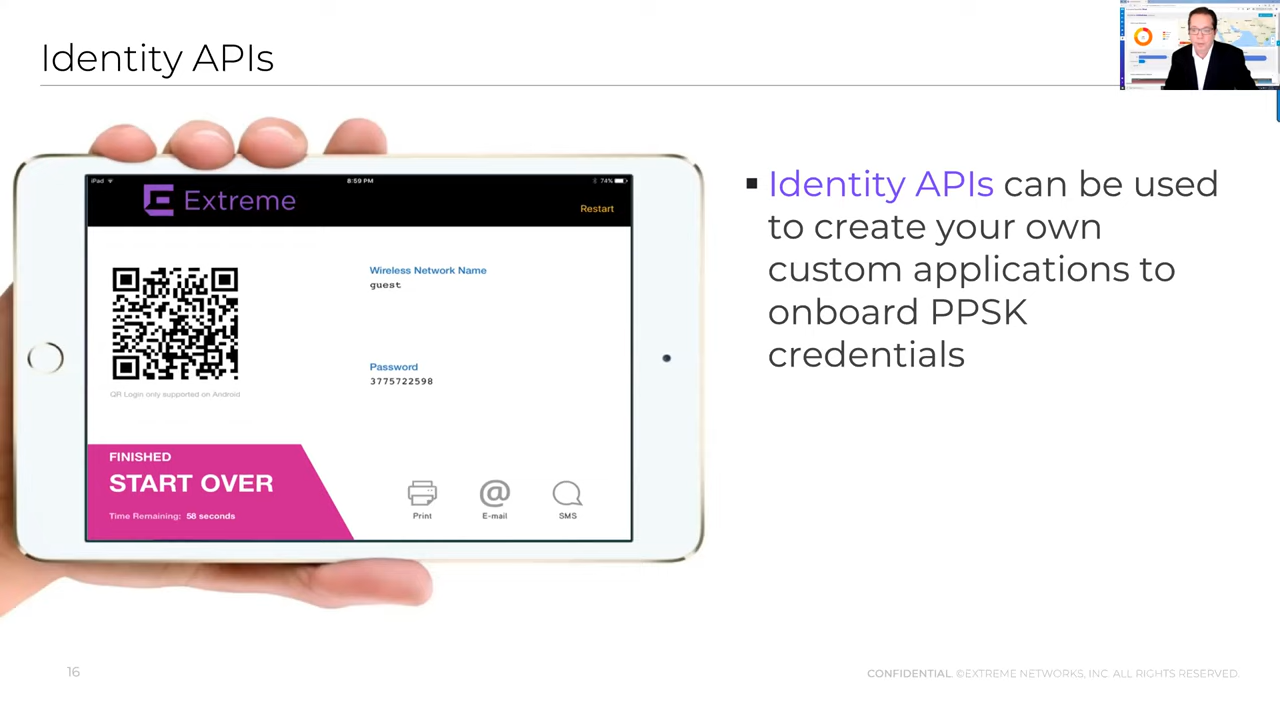 Identity APIs
iPad
8:59 PM
74%
Extreme
Restart
Wireless Network Name
guest
Password
3775722598
QR Login only supported on Android
FINISHED
START OVER
Time Remaining: 58 seconds
Print
E-mail
SMS
▪ Identity APIs can be used
to create your own
custom applications to
onboard PPSK
credentials
16
CONFIDENTIAL. ©EXTREME NETWORKS, INC. ALL RIGHTS RESERVED.